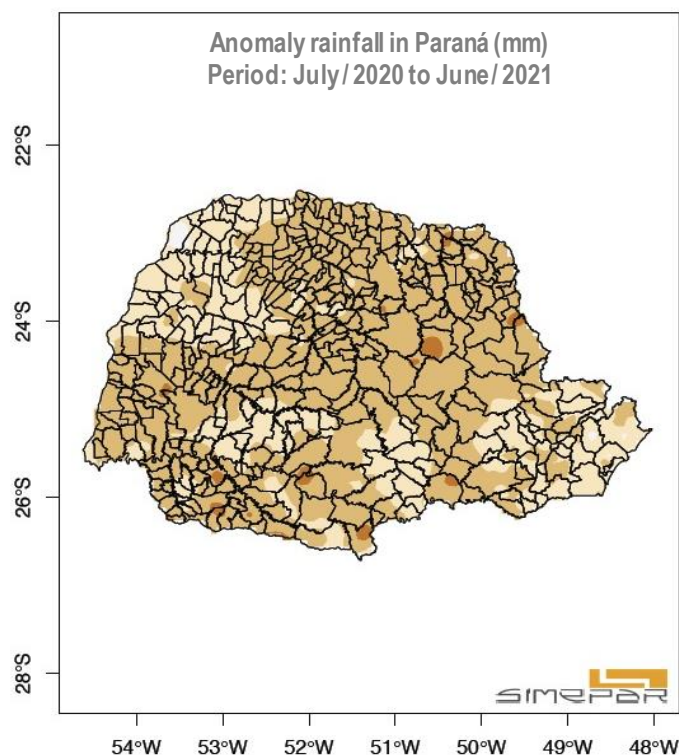 Anomaly rainfall in Paraná (mm)
Period: July/2020 to June/2021
22°S
24°S
26°S
28°S
SIMEPAR
54°W 53°W 52°W 51°W 50°W 49°W 48°W